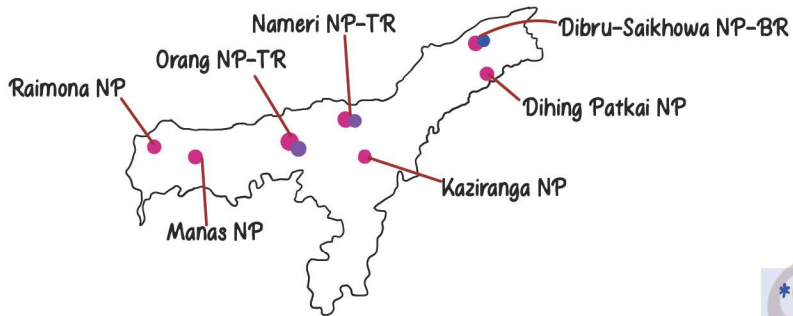 Nameri NP-TR
Dibru-Saikhowa NP-BR
Orang NP-TR
Raimona NP
Dihing Patkai NP
Kaziranga NP
Manas NP
*